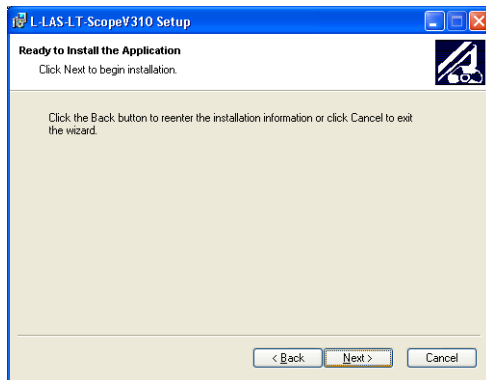 L-LAS-LT-ScopeV310 Setup
Ready to Install the Application
Click Next to begin installation.
Click the Back button to reenter the installation information or click Cancel to exit
the wizard.
< Back Next > Cancel